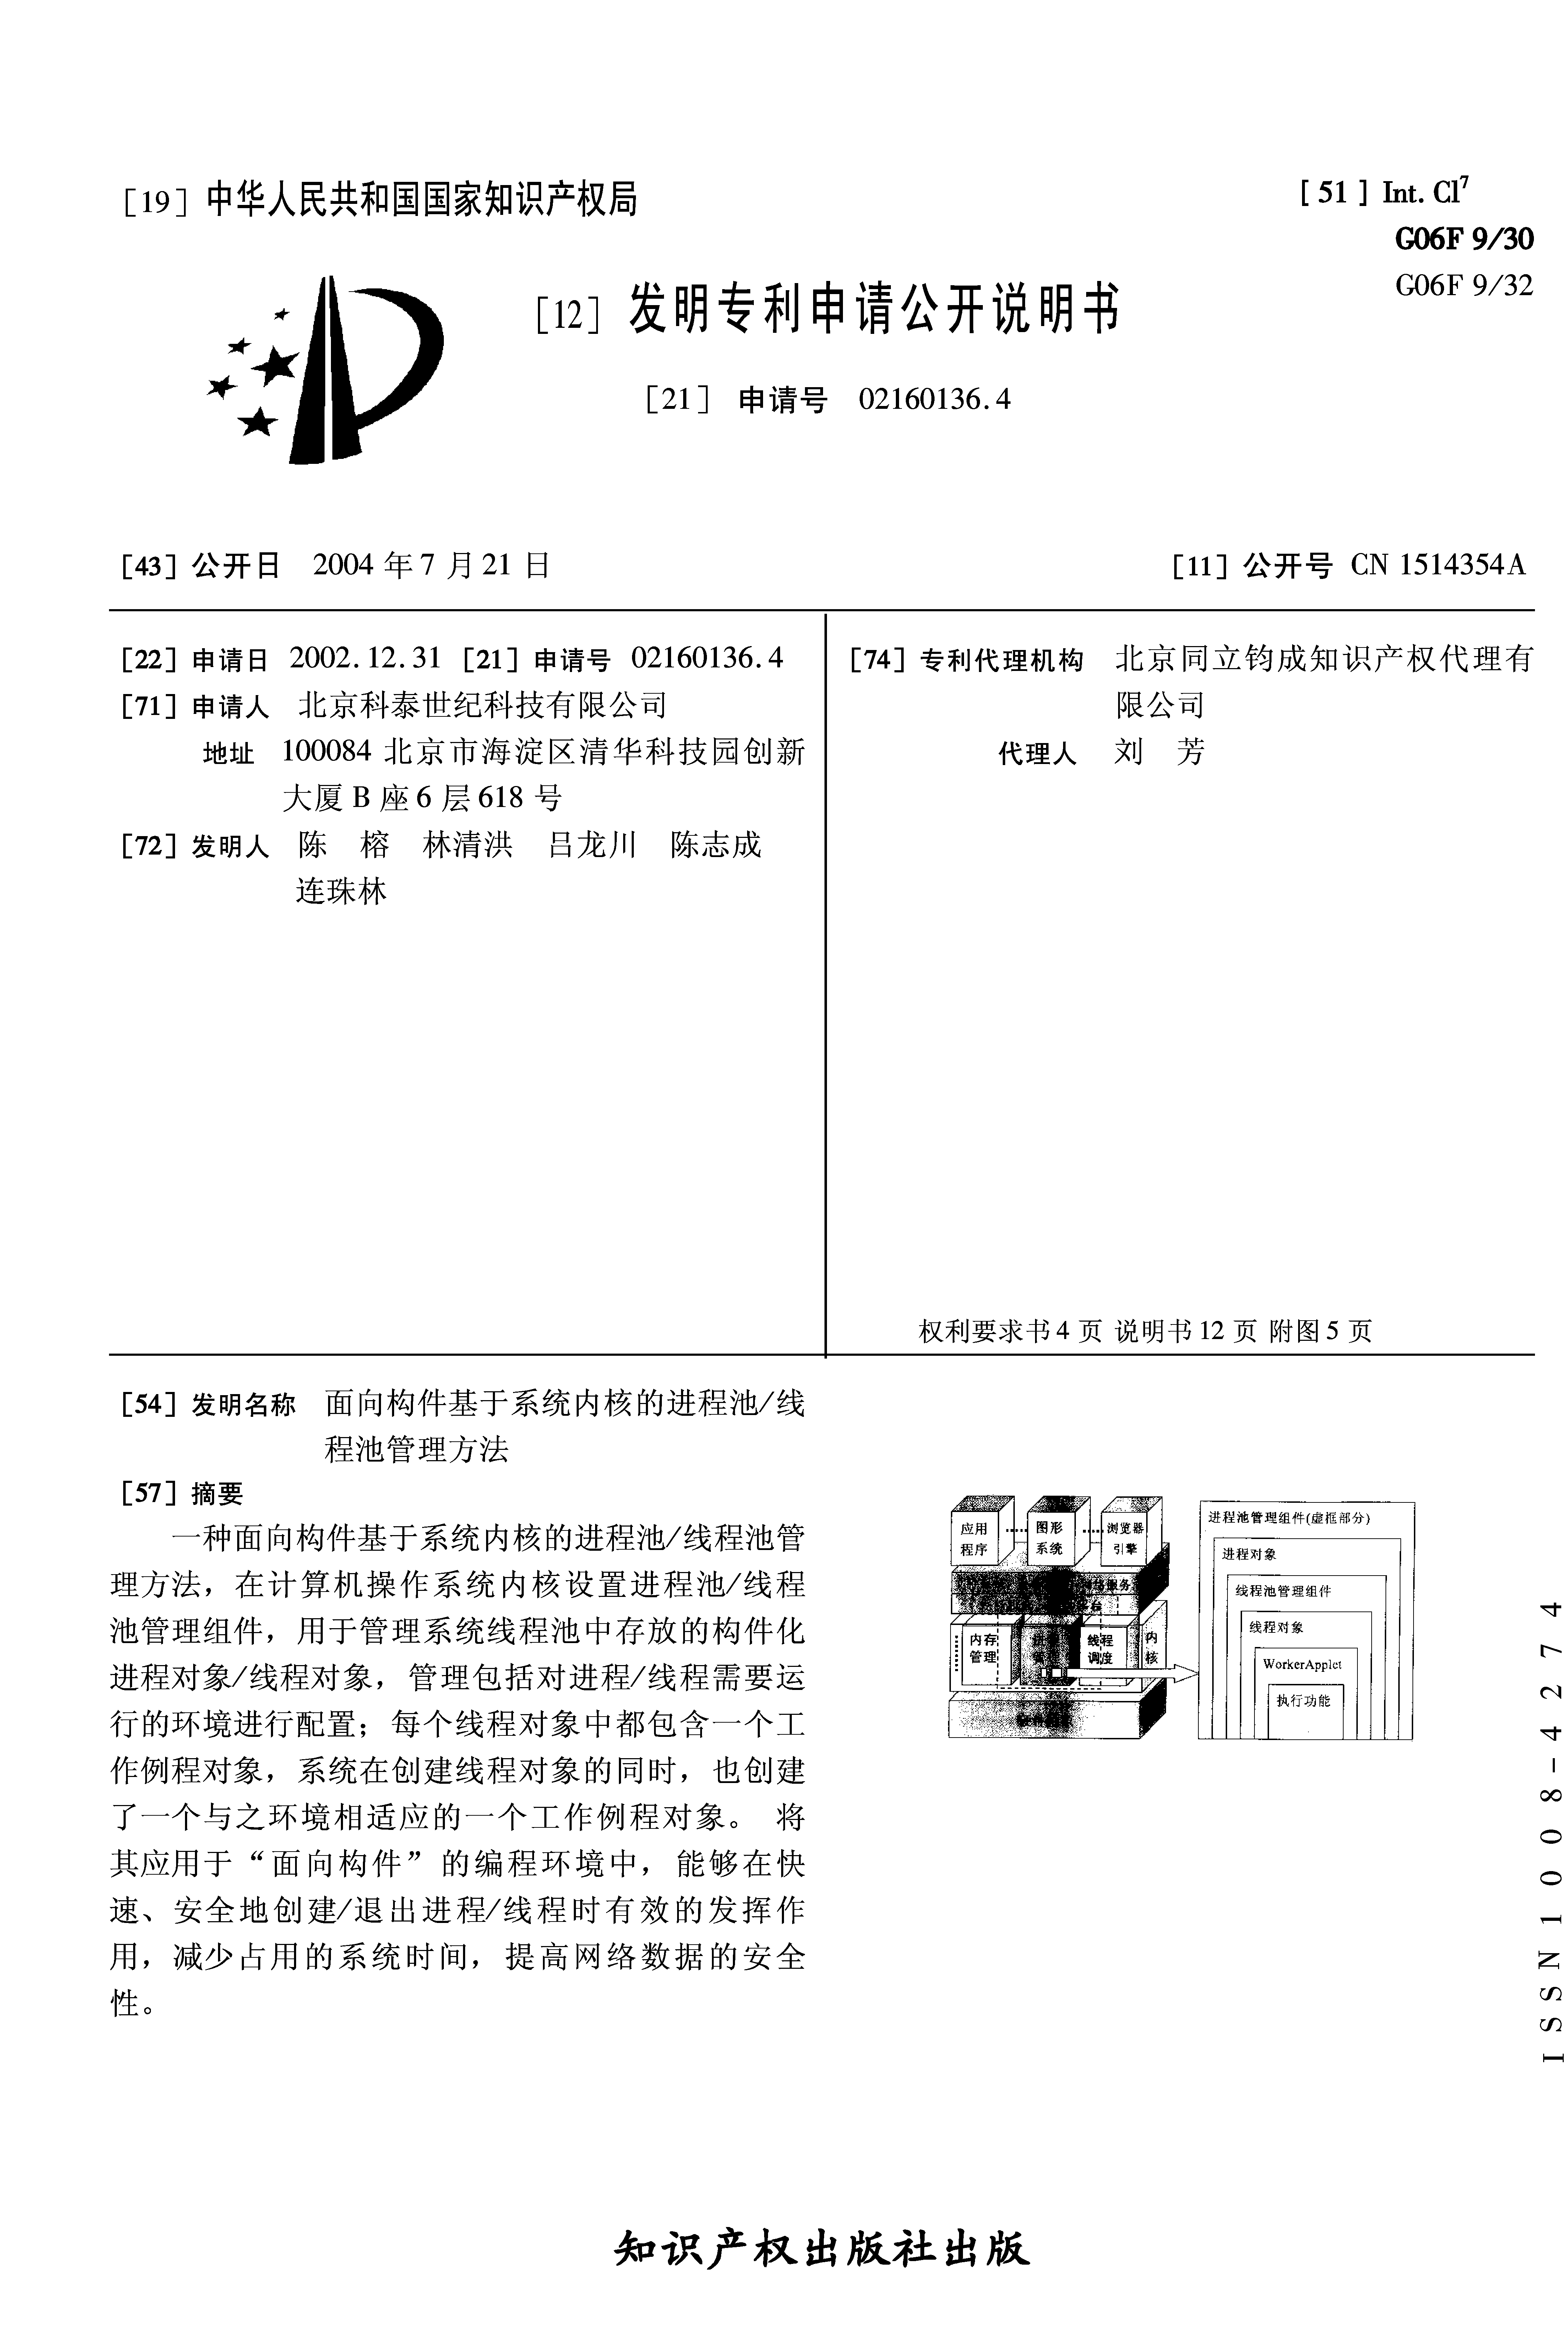 [19] 中华人民共和国国家知识产权局
[51] Int. Cl7
G06F 9/30
G06F 9/32
[12] 发明专利申请公开说明书
[21] 申请号 02160136.4
[43] 公开日 2004 年 7 月 21 日
[11] 公开号 CN 1514354A
[22] 申请日 2002.12.31 [21] 申请号 02160136.4
[71] 申请人 北京科泰世纪科技有限公司
地址 100084 北京市海淀区清华科技园创新
大厦 B 座 6 层 618 号
[72] 发明人 陈 榕 林清洪 吕龙川 陈志成
连珠林
[74] 专利代理机构 北京同立钧成知识产权代理有
限公司
代理人 刘 芳
权利要求书 4 页 说明书 12 页 附图 5 页
[54] 发明名称 面向构件基于系统内核的进程池/线
程池管理方法
[57] 摘要
一种面向构件基于系统内核的进程池/线程池管
理方法，在计算机操作系统内核设置进程池/线程
池管理组件，用于管理系统线程池中存放的构件化
进程对象/线程对象，管理包括对进程/线程需要运
行的环境进行配置；每个线程对象中都包含一个工
作例程对象，系统在创建线程对象的同时，也创建
了一个与之环境相适应的一个工作例程对象。 将
其应用于“面向构件”的编程环境中，能够在快
速、安全地创建/退出进程/线程时有效的发挥作
用，减少占用的系统时间，提高网络数据的安全
性。
应用
程序
图形
系统
浏览器
引擎
内存
管理
线程
调度
内
核
进程池管理组件(虚框部分)
进程对象
线程池管理组件
线程对象
WorkerApplet
执行功能
ISSN 1008-4274
知识产权出版社出版